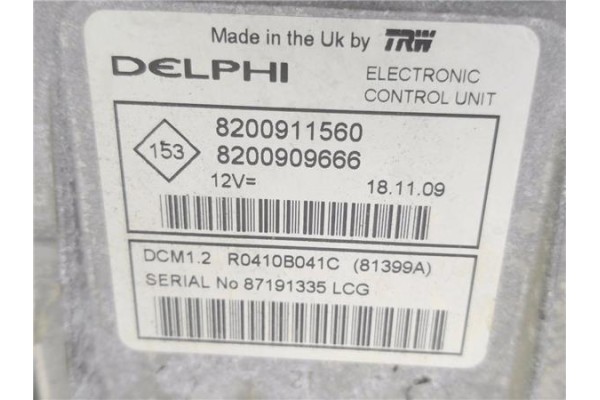 Made in the Uk by TRW
DELPHI
ELECTRONIC
CONTROL UNIT
153
8200911560
8200909666
12V=
18.11.09
DCM1.2 R0410B041C (81399A)
SERIAL No 87191335 LCG